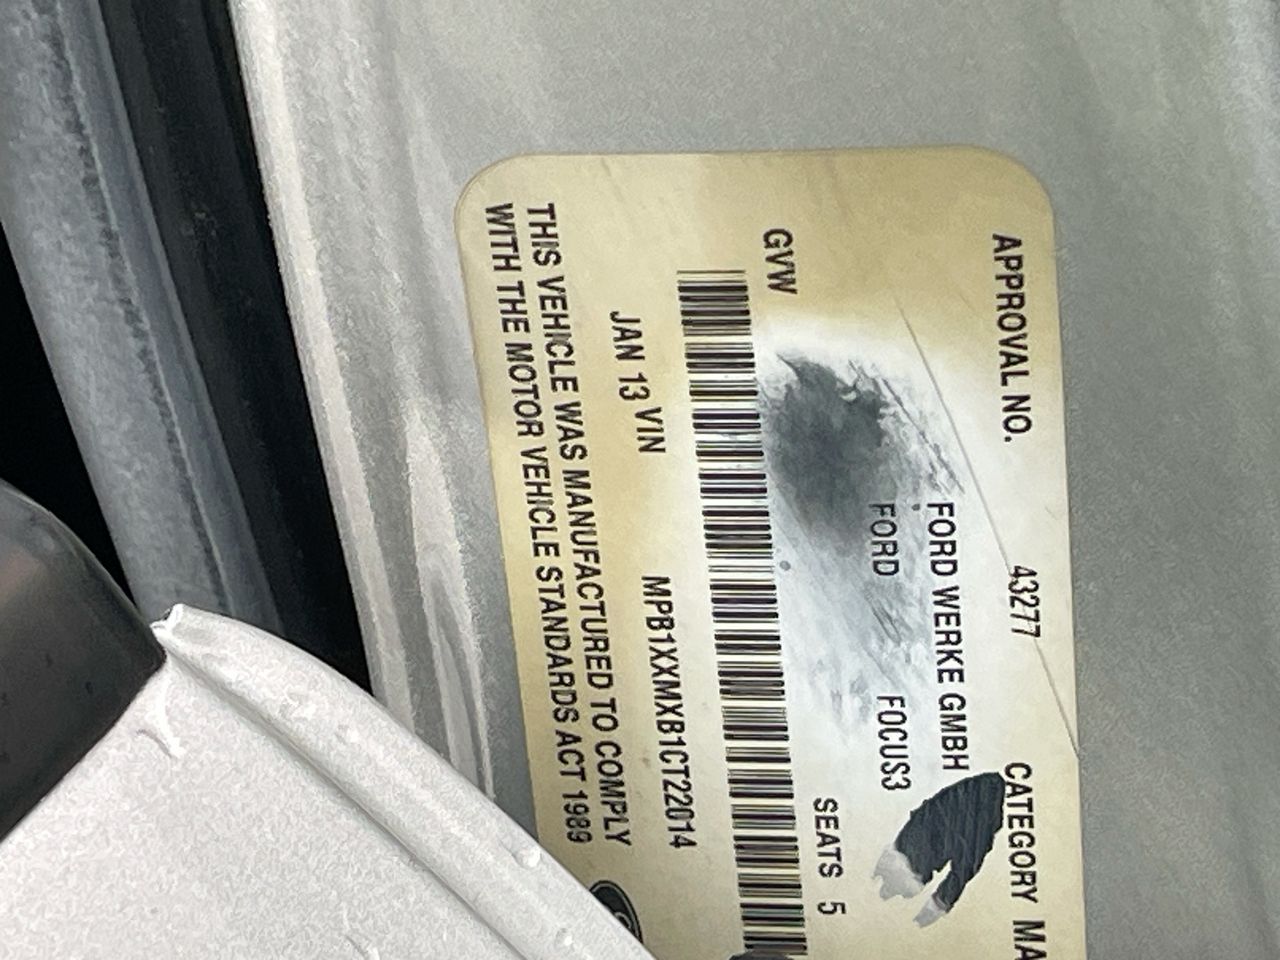 APPROVAL NO. 43277 CATEGORY MA
FORD WERKE GMBH
FORD FOCUS3
GVW SEATS 5
JAN 13 VIN MPB1XXMXB1CT22014
THIS VEHICLE WAS MANUFACTURED TO COMPLY
WITH THE MOTOR VEHICLE STANDARDS ACT 1989